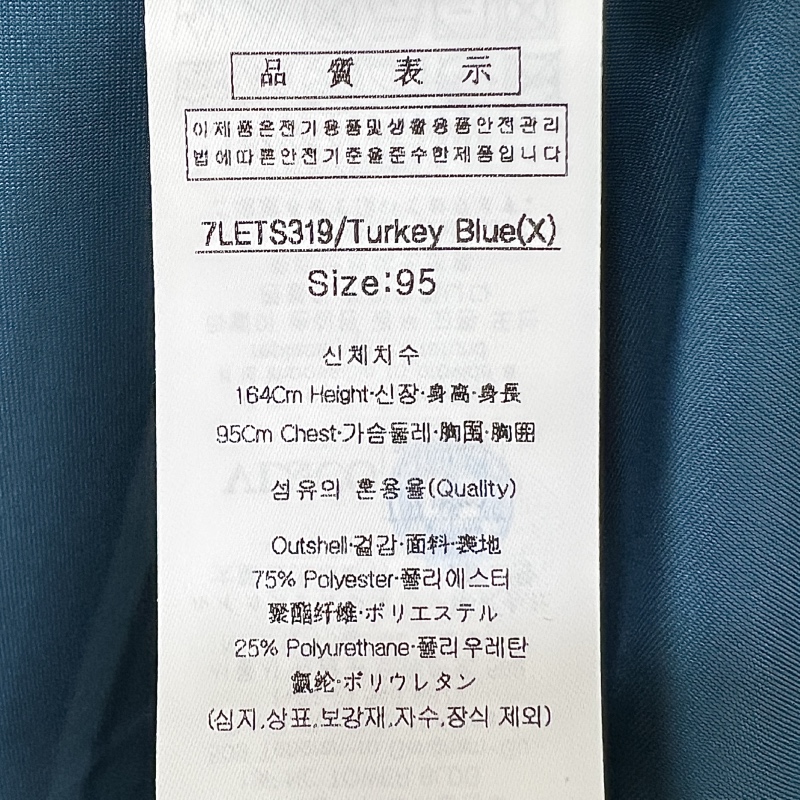 品質表示
이제품은전기용품및생활용품안전관리
법에따른안전기준을준수한제품입니다
7LETS319/Turkey Blue(X)
Size:95
신체치수
164Cm Height·신장·身高·身長
95Cm Chest·가슴둘레·胸围·胸囲
섬유의 혼용율(Quality)
Outshell·겉감·面料·表地
75% Polyester·폴리에스터
聚酯纤维·ポリエステル
25% Polyurethane·폴리우레탄
氨纶·ポリウレタン
(심지,상표,보강재,자수,장식 제외)